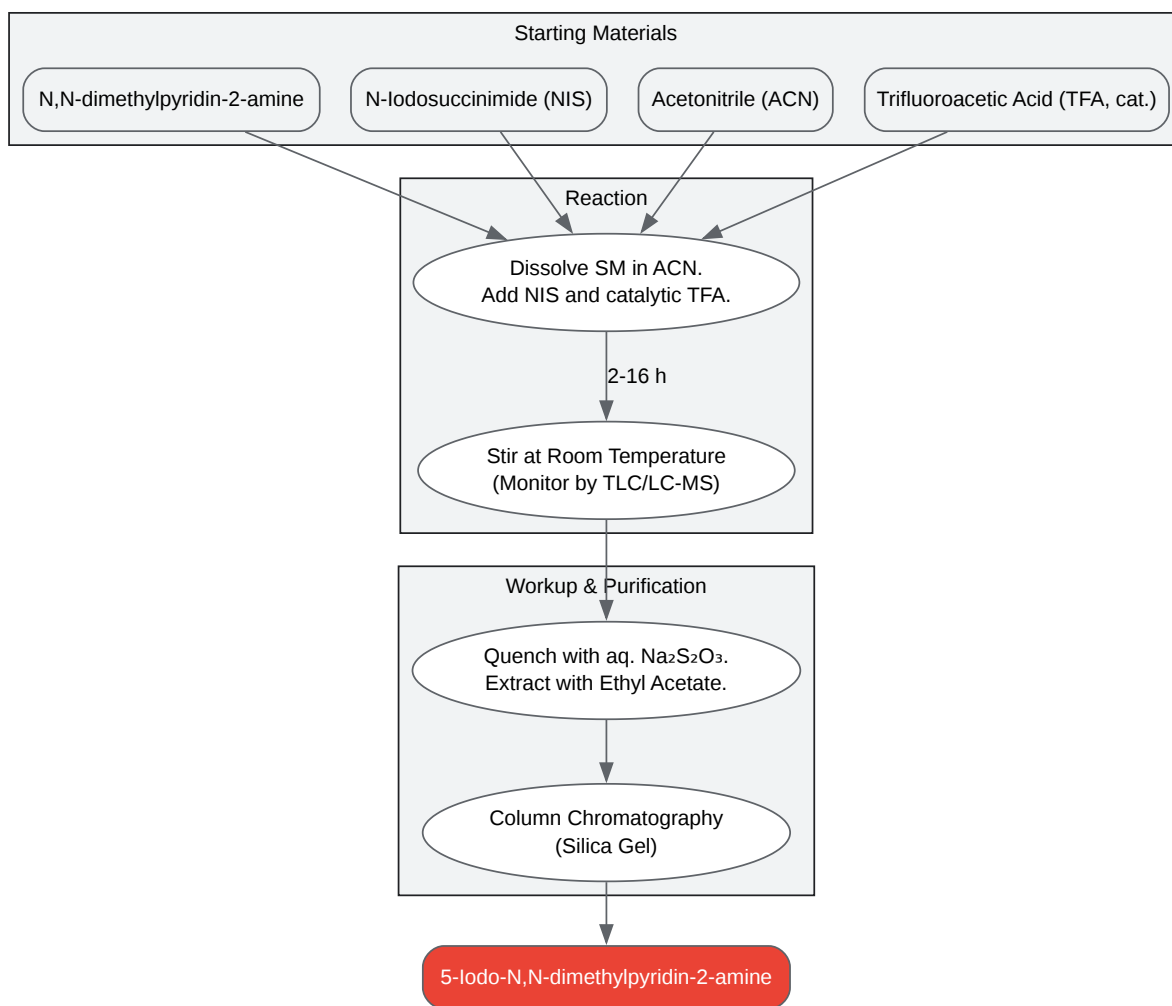 Starting Materials
N,N-dimethylpyridin-2-amine
N-Iodosuccinimide (NIS)
Acetonitrile (ACN)
Trifluoroacetic Acid (TFA, cat.)
Reaction
Dissolve SM in ACN.
Add NIS and catalytic TFA.
2-16 h
Stir at Room Temperature
(Monitor by TLC/LC-MS)
Workup & Purification
Quench with aq. Na₂S₂O₃.
Extract with Ethyl Acetate.
Column Chromatography
(Silica Gel)
5-Iodo-N,N-dimethylpyridin-2-amine